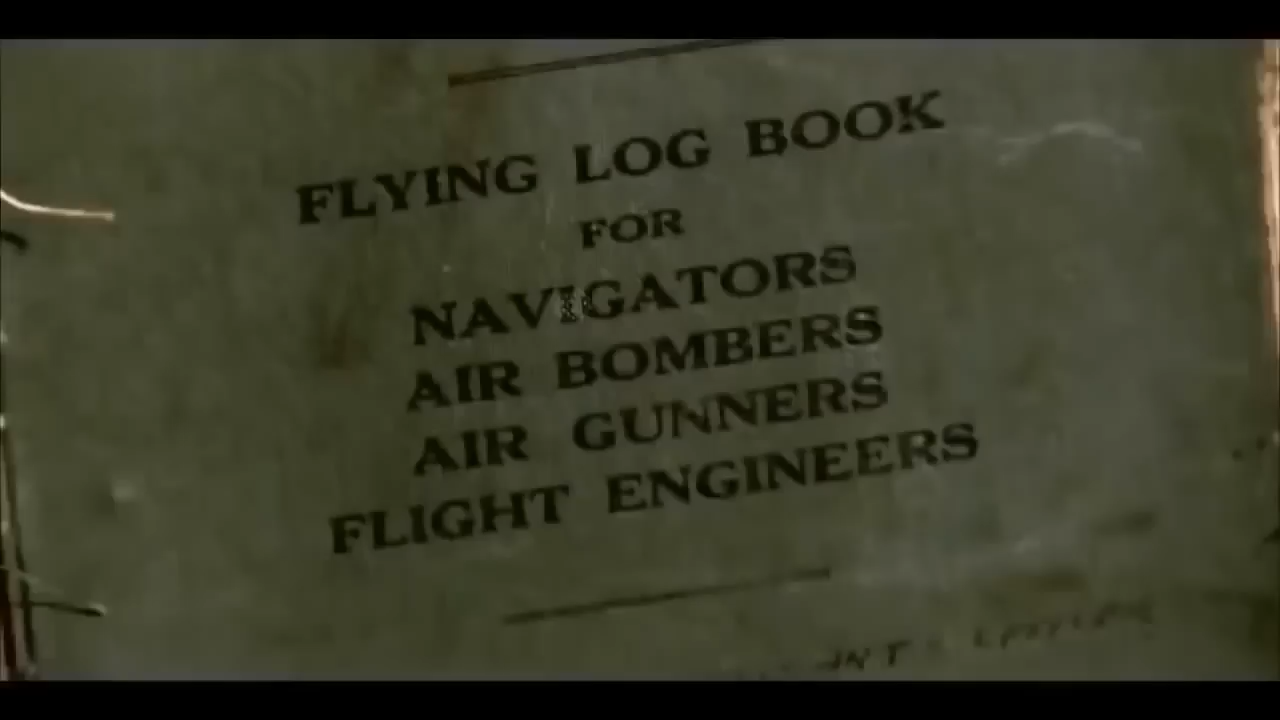 FLYING LOG BOOK
FOR
NAVIGATORS
AIR BOMBERS
AIR GUNNERS
FLIGHT ENGINEERS